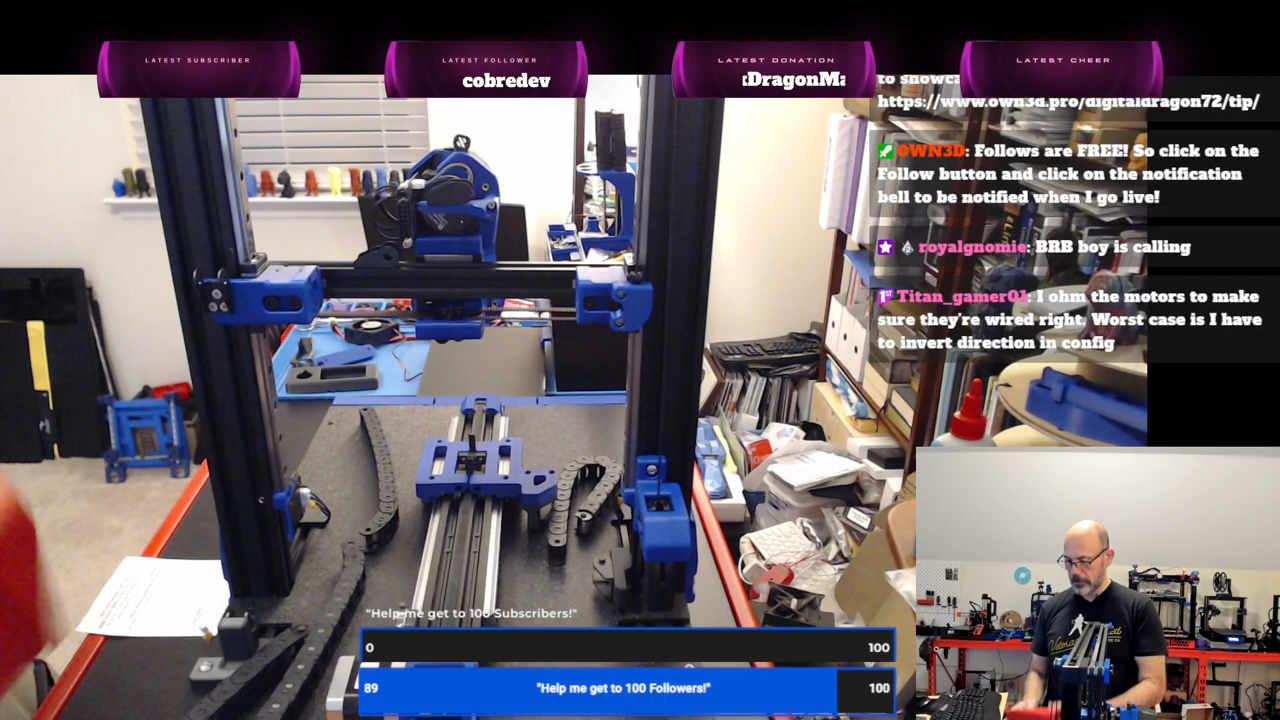 LATEST SUBSCRIBER
LATEST FOLLOWER
cobredev
LATEST DONATION
DragonMa
LATEST CHEER
to showca
https://www.own3d.pro/digitaldragon72/tip/
OWN3D: Follows are FREE! So click on the
Follow button and click on the notification
bell to be notified when I go live!
royalgnomie: BRB boy is calling
1ST Titan_gamer01: I ohm the motors to make
sure they're wired right. Worst case is I have
to invert direction in config
"Help me get to 100 Subscribers!"
0 100
89 "Help me get to 100 Followers!" 100